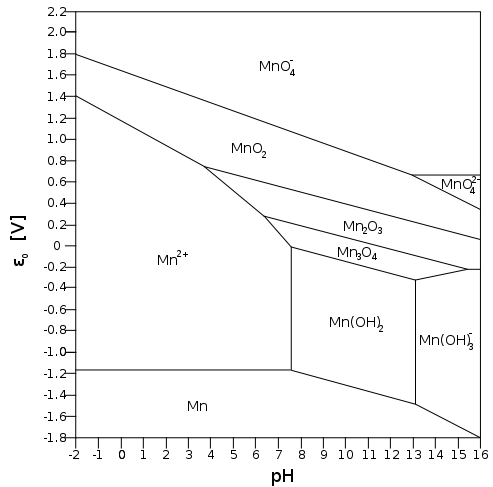 2.2
2.0
1.8
MnO₄⁻
1.6
1.4
1.2
1.0
MnO₂
0.8
0.6
MnO₄²⁻
0.4
0.2
Mn₂O₃
0
Mn₃O₄
Mn²⁺
-0.2
-0.4
-0.6
Mn(OH)₂
-0.8
Mn(OH)₃⁻
-1.0
-1.2
-1.4
Mn
-1.6
-1.8
ε₀ [V]
-2 -1 0 1 2 3 4 5 6 7 8 9 10 11 12 13 14 15 16
pH